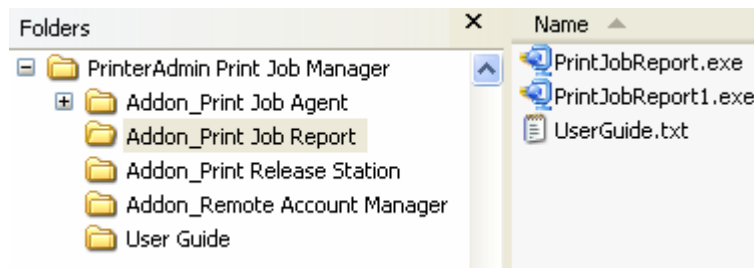 Folders
PrinterAdmin Print Job Manager
Addon_Print Job Agent
Addon_Print Job Report
Addon_Print Release Station
Addon_Remote Account Manager
User Guide
Name
PrintJobReport.exe
PrintJobReport1.exe
UserGuide.txt